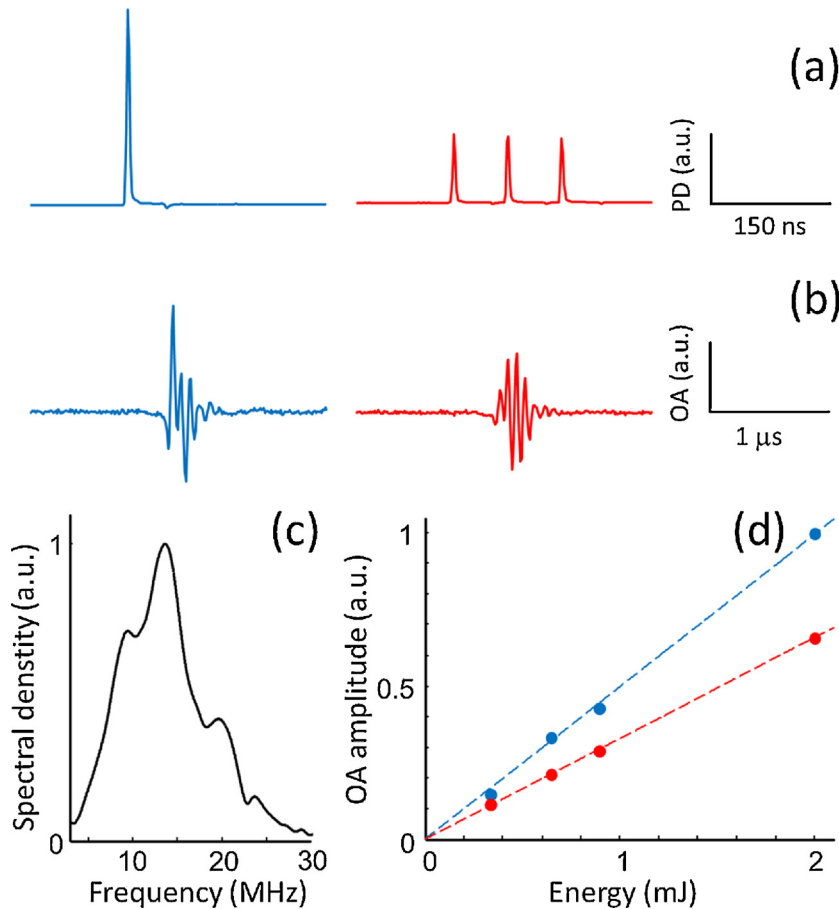 (a)
PD (a.u.)
150 ns
(b)
OA (a.u.)
1 μs
(c)
Spectral denstity (a.u.)
1
0
10
20
30
Frequency (MHz)
(d)
OA amplitude (a.u.)
1
0.5
0
0
1
2
Energy (mJ)